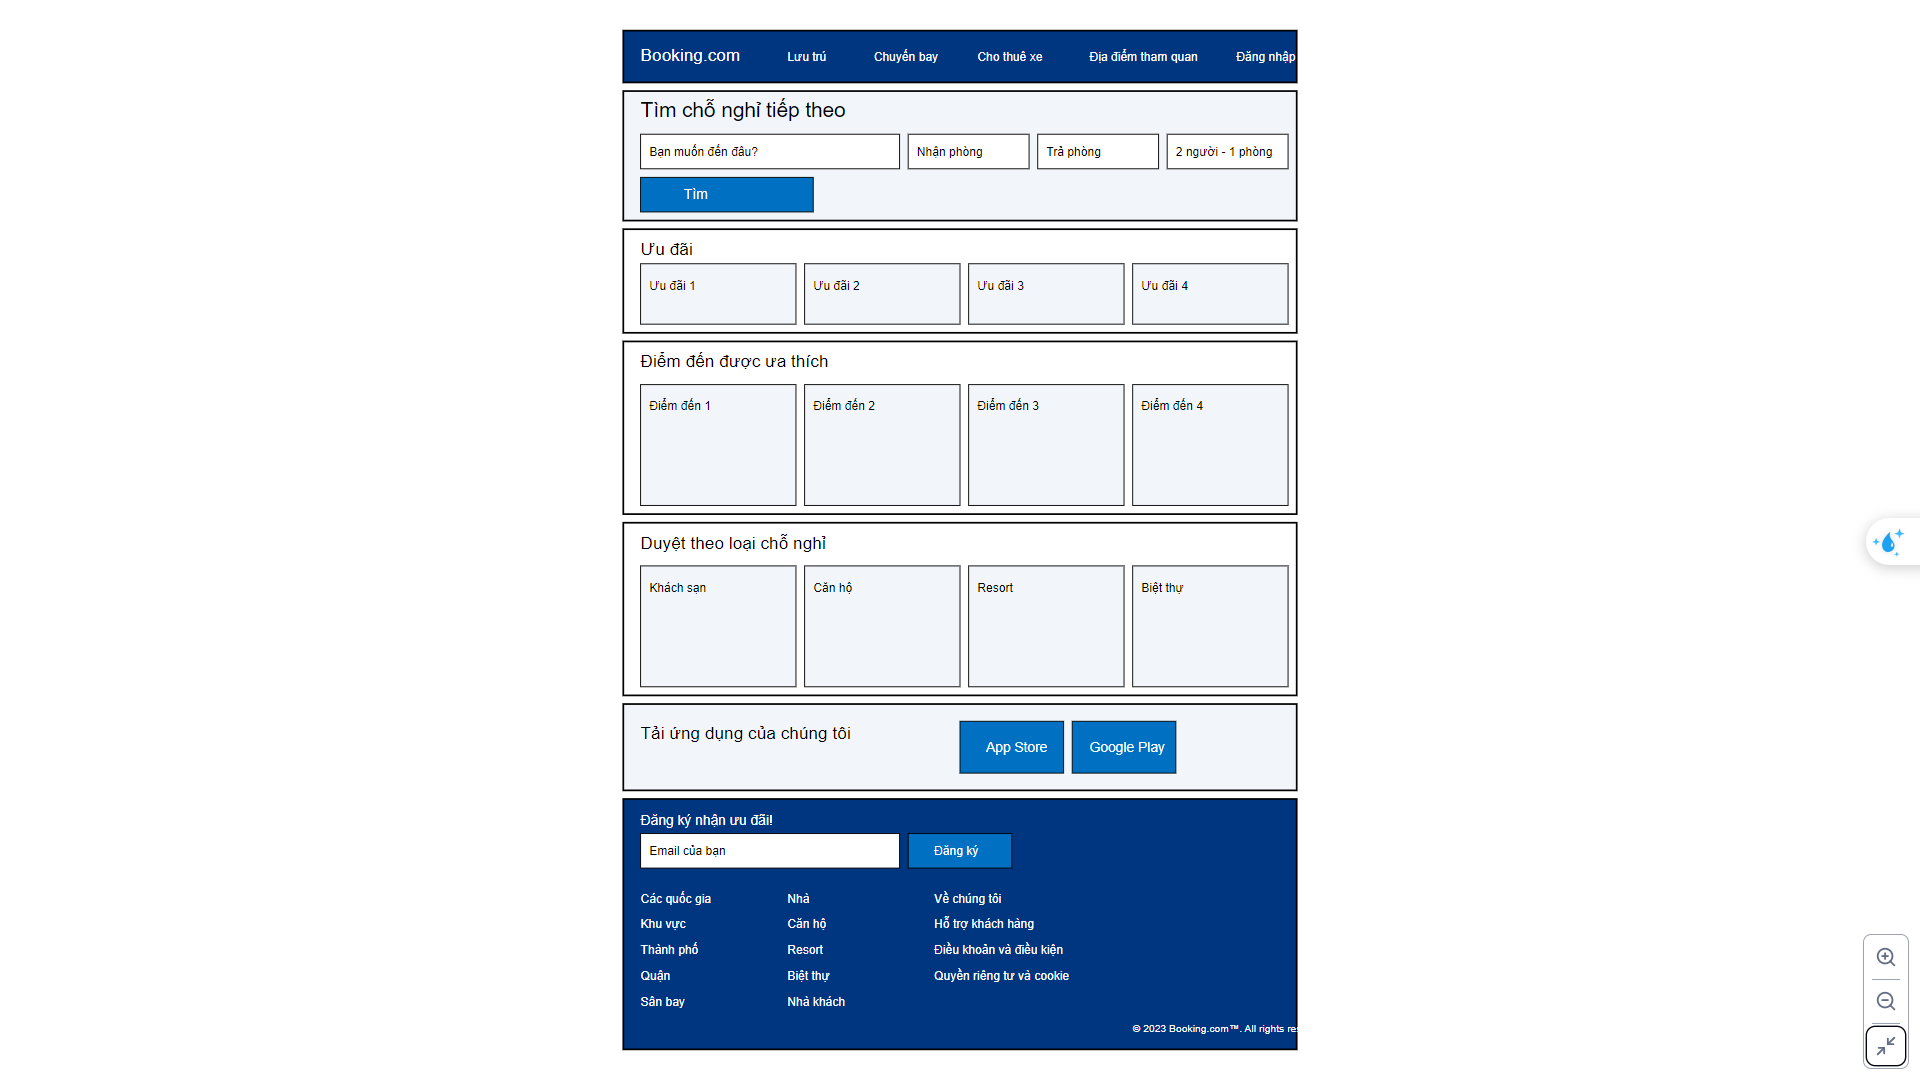 Booking.com Lưu trú Chuyến bay Cho thuê xe Địa điểm tham quan Đăng nhập
Tìm chỗ nghỉ tiếp theo
Bạn muốn đến đâu? Nhận phòng Trả phòng 2 người - 1 phòng
Tìm
Ưu đãi
Ưu đãi 1 Ưu đãi 2 Ưu đãi 3 Ưu đãi 4
Điểm đến được ưa thích
Điểm đến 1 Điểm đến 2 Điểm đến 3 Điểm đến 4
Duyệt theo loại chỗ nghỉ
Khách sạn Căn hộ Resort Biệt thự
Tải ứng dụng của chúng tôi
App Store Google Play
Đăng ký nhận ưu đãi!
Email của bạn Đăng ký
Các quốc gia Nhà Về chúng tôi
Khu vực Căn hộ Hỗ trợ khách hàng
Thành phố Resort Điều khoản và điều kiện
Quận Biệt thự Quyền riêng tư và cookie
Sân bay Nhà khách
© 2023 Booking.com™. All rights